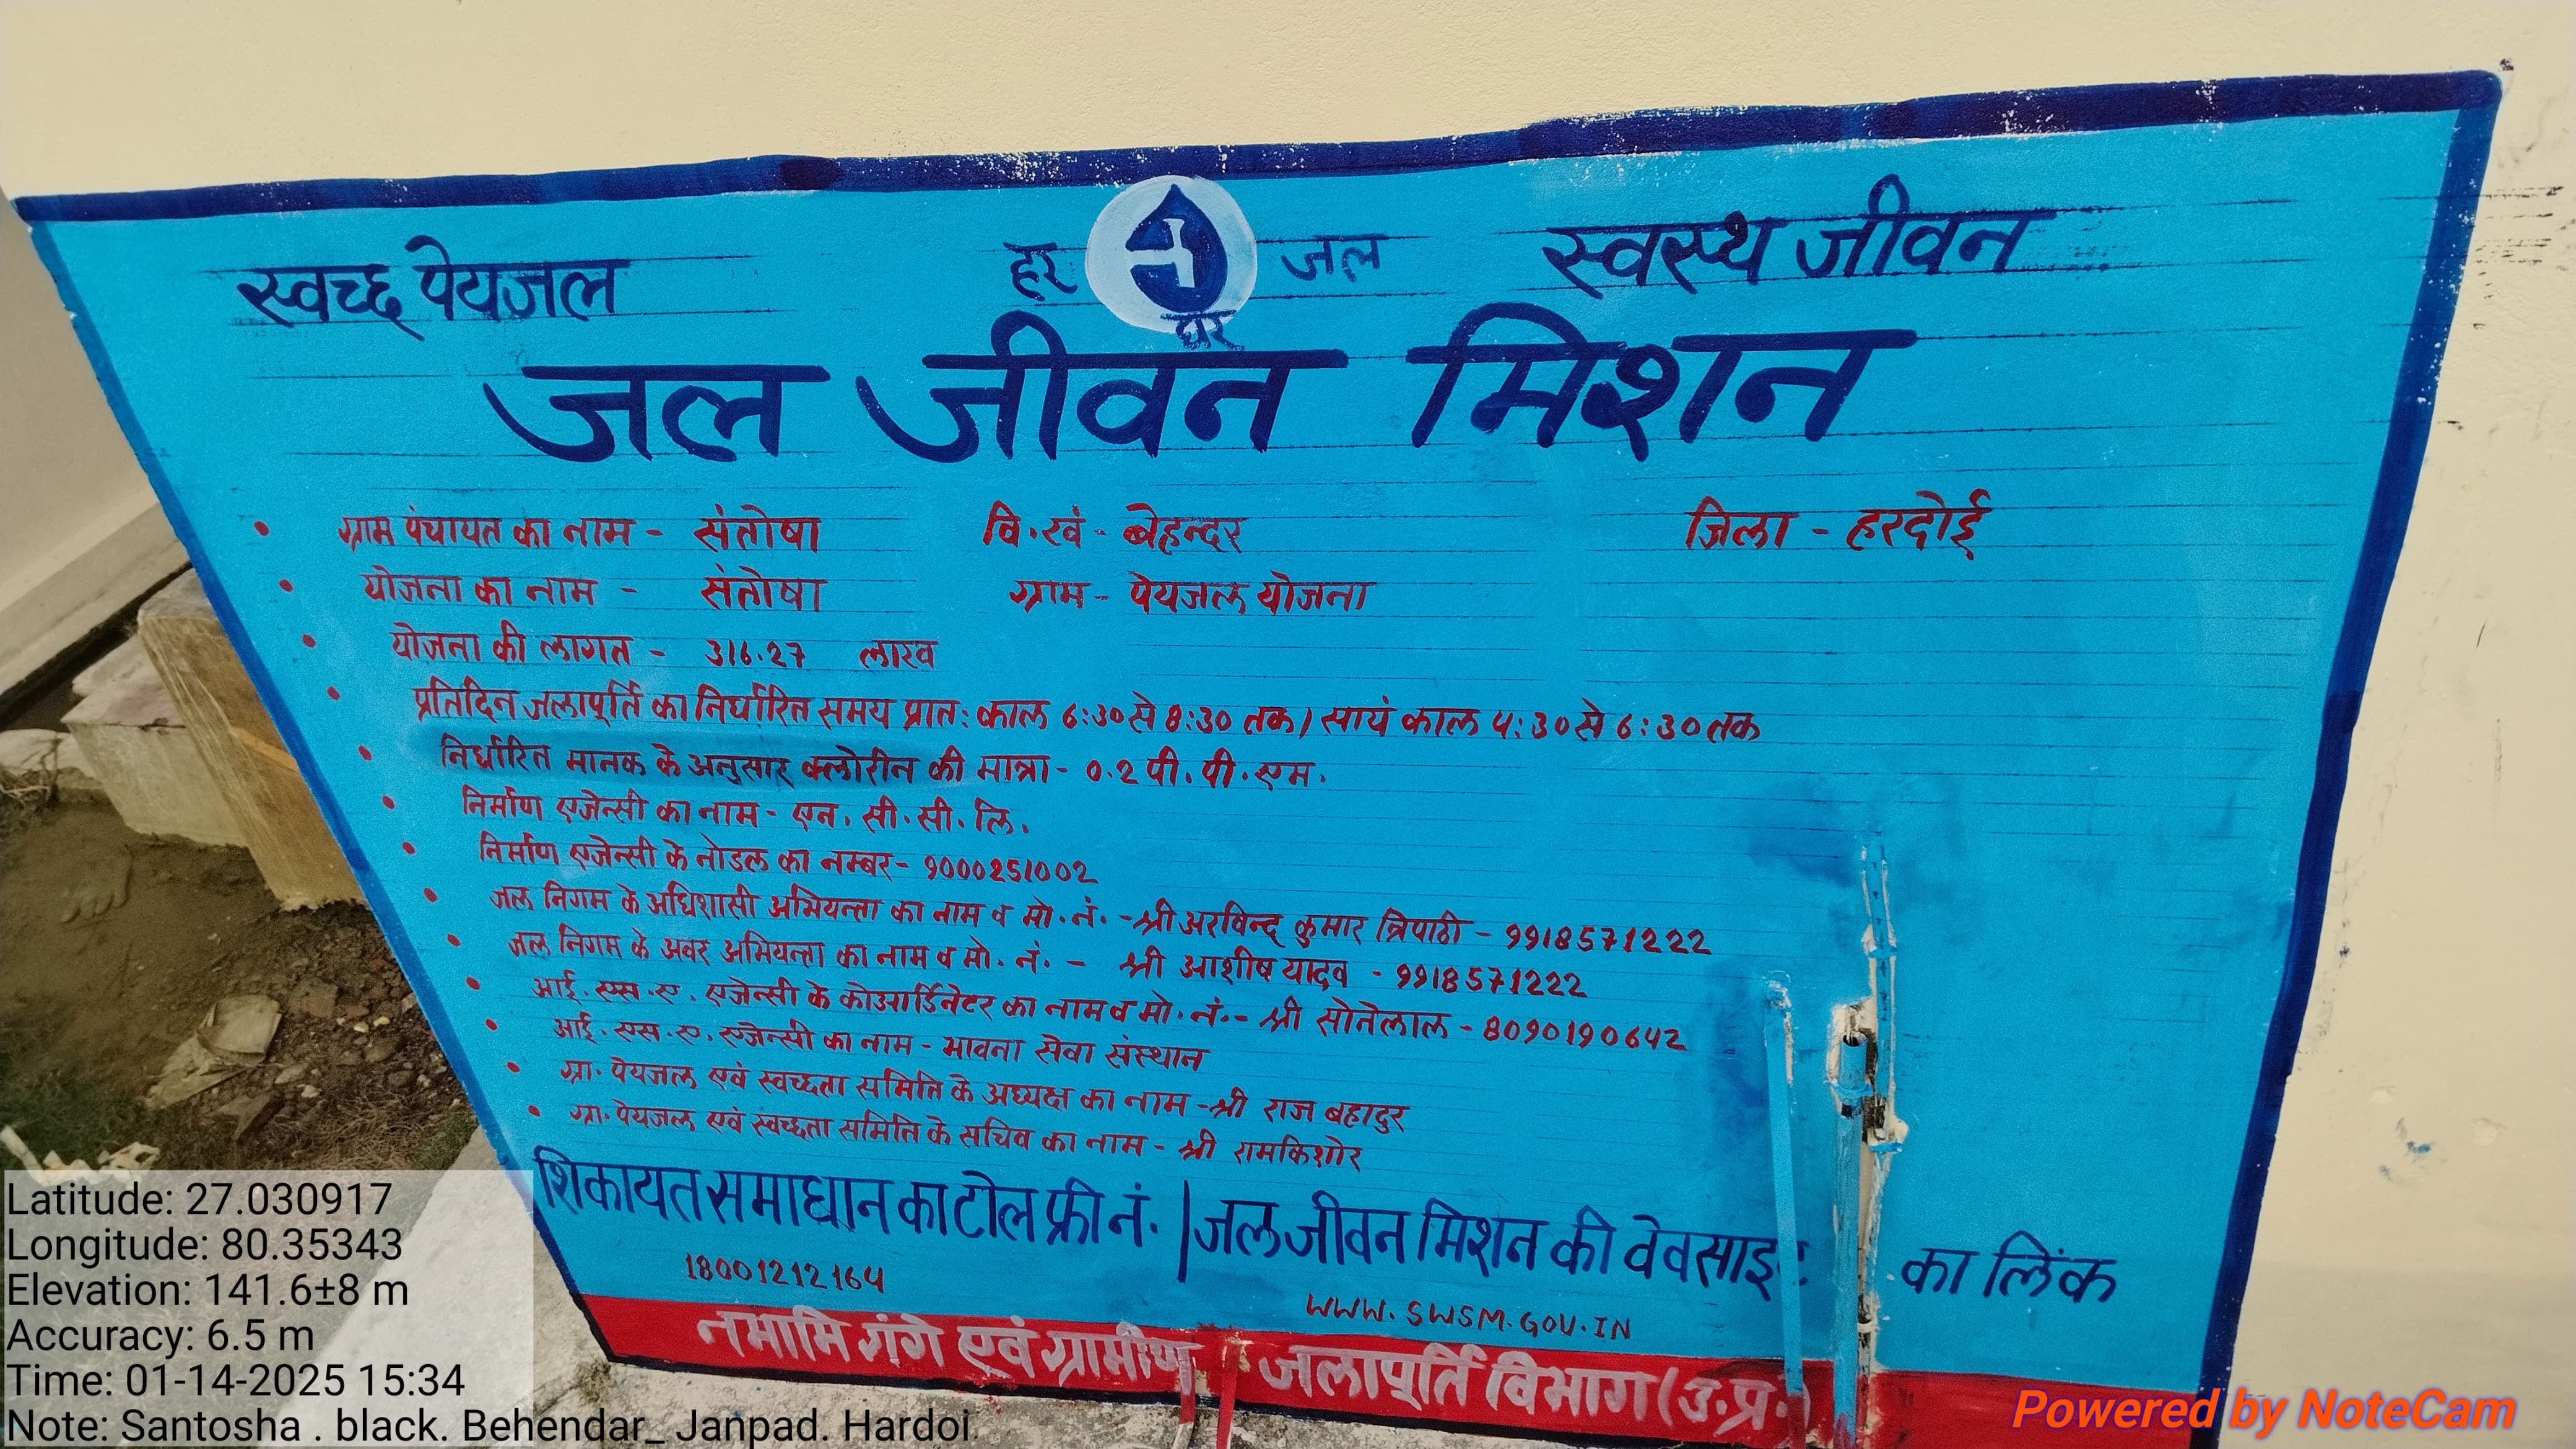 स्वच्छ पेयजल हर घर जल स्वस्थ जीवन
जल जीवन मिशन
• ग्राम पंचायत का नाम - संतोषा वि.खं - बेहन्दर जिला - हरदोई
• योजना का नाम - संतोषा ग्राम - पेयजल योजना
• योजना की लागत - 316.27 लाख
• प्रतिदिन जलापूर्ति का निर्धारित समय प्रात: काल 6:30 से 8:30 तक / सायं काल 4:30 से 6:30 तक
• निर्धारित मानक के अनुसार क्लोरीन की मात्रा - 0.2 पी. पी. एम.
• निर्माण एजेन्सी का नाम - एन. सी. सी. लि.
• निर्माण एजेन्सी के नोडल का नम्बर - 9000251002
• जल निगम के अधिशासी अभियन्ता का नाम व मो. नं. - श्री अरविन्द कुमार त्रिपाठी - 9918571222
• जल निगम के अवर अभियन्ता का नाम व मो. नं. - श्री आशीष यादव - 9918571222
• आई. एस. ए. एजेन्सी के कोआर्डिनेटर का नाम व मो. नं. - श्री सोनेलाल - 8090190642
• आई. एस. ए. एजेन्सी का नाम - भावना सेवा संस्थान
• ग्रा. पेयजल एवं स्वच्छता समिति के अध्यक्ष का नाम - श्री राज बहादुर
• ग्रा. पेयजल एवं स्वच्छता समिति के सचिव का नाम - श्री रामकिशोर
शिकायत समाधान का टोल फ्री नं. | जल जीवन मिशन की वेवसाइट का लिंक
18001212164 WWW.SWSM.GOV.IN
नमामि गंगे एवं ग्रामीण जलापूर्ति विभाग (उ.प्र.)
Latitude: 27.030917
Longitude: 80.35343
Elevation: 141.6±8 m
Accuracy: 6.5 m
Time: 01-14-2025 15:34
Note: Santosha . black. Behendar_ Janpad. Hardoi
Powered by NoteCam